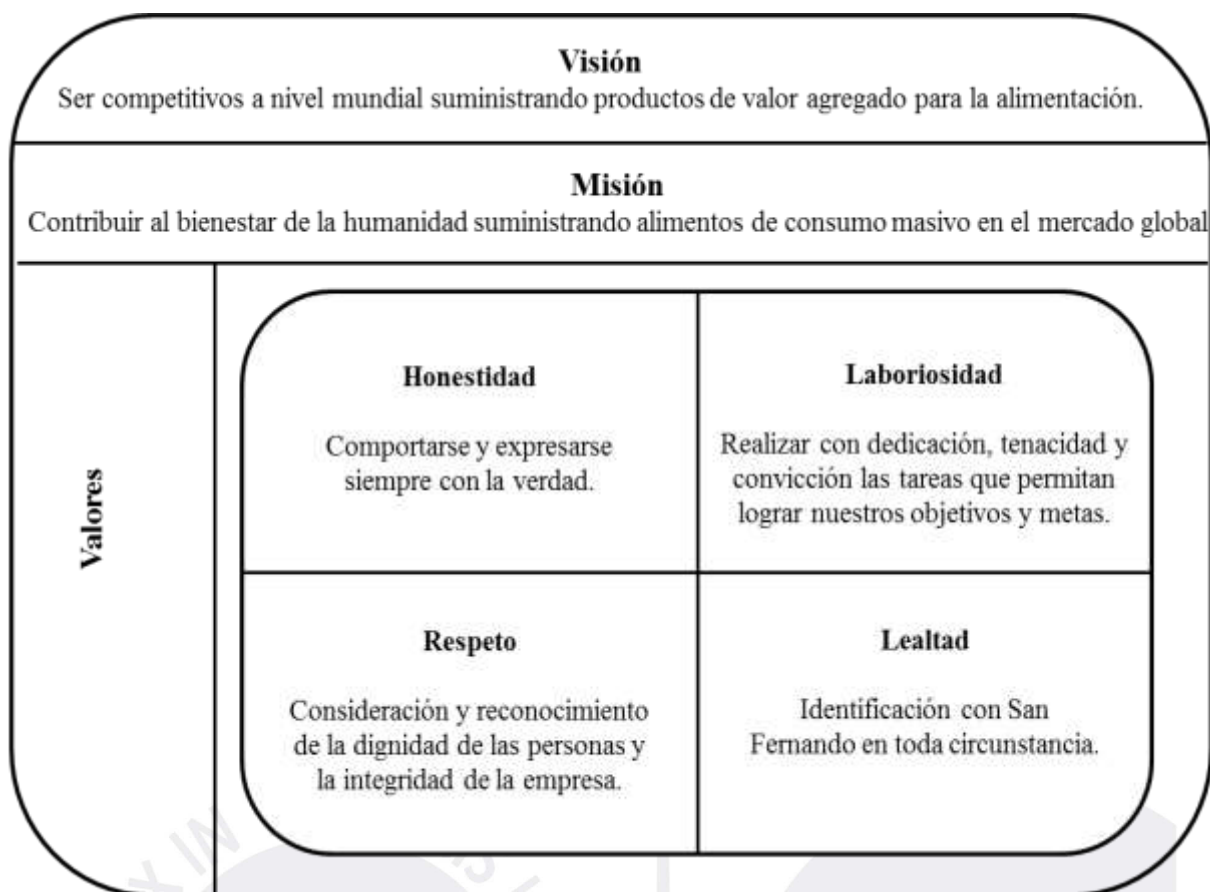 Visión
Ser competitivos a nivel mundial suministrando productos de valor agregado para la alimentación.
Misión
Contribuir al bienestar de la humanidad suministrando alimentos de consumo masivo en el mercado global
Valores
Honestidad
Comportarse y expresarse
siempre con la verdad.
Laboriosidad
Realizar con dedicación, tenacidad y
convicción las tareas que permitan
lograr nuestros objetivos y metas.
Respeto
Consideración y reconocimiento
de la dignidad de las personas y
la integridad de la empresa.
Lealtad
Identificación con San
Fernando en toda circunstancia.